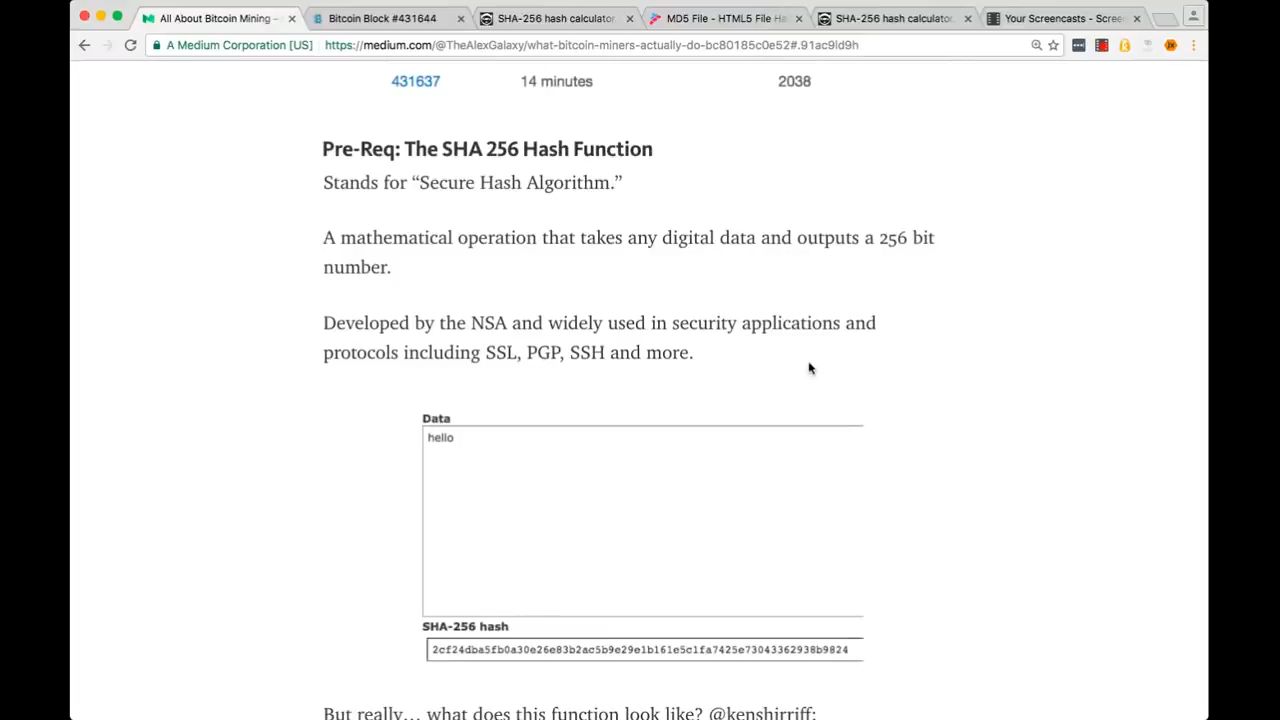 All About Bitcoin Mining -
Bitcoin Block #431644
SHA-256 hash calculator
MD5 File - HTML5 File Ha
SHA-256 hash calculator
Your Screencasts - Scree
A Medium Corporation [US]
https://medium.com/@TheAlexGalaxy/what-bitcoin-miners-actually-do-bc80185c0e52#.91ac9ld9h
431637 14 minutes 2038
Pre-Req: The SHA 256 Hash Function
Stands for “Secure Hash Algorithm.”
A mathematical operation that takes any digital data and outputs a 256 bit
number.
Developed by the NSA and widely used in security applications and
protocols including SSL, PGP, SSH and more.
Data
hello
SHA-256 hash
2cf24dba5fb0a30e26e83b2ac5b9e29e1b161e5c1fa7425e73043362938b9824
But really… what does this function look like? @kenshirriff: